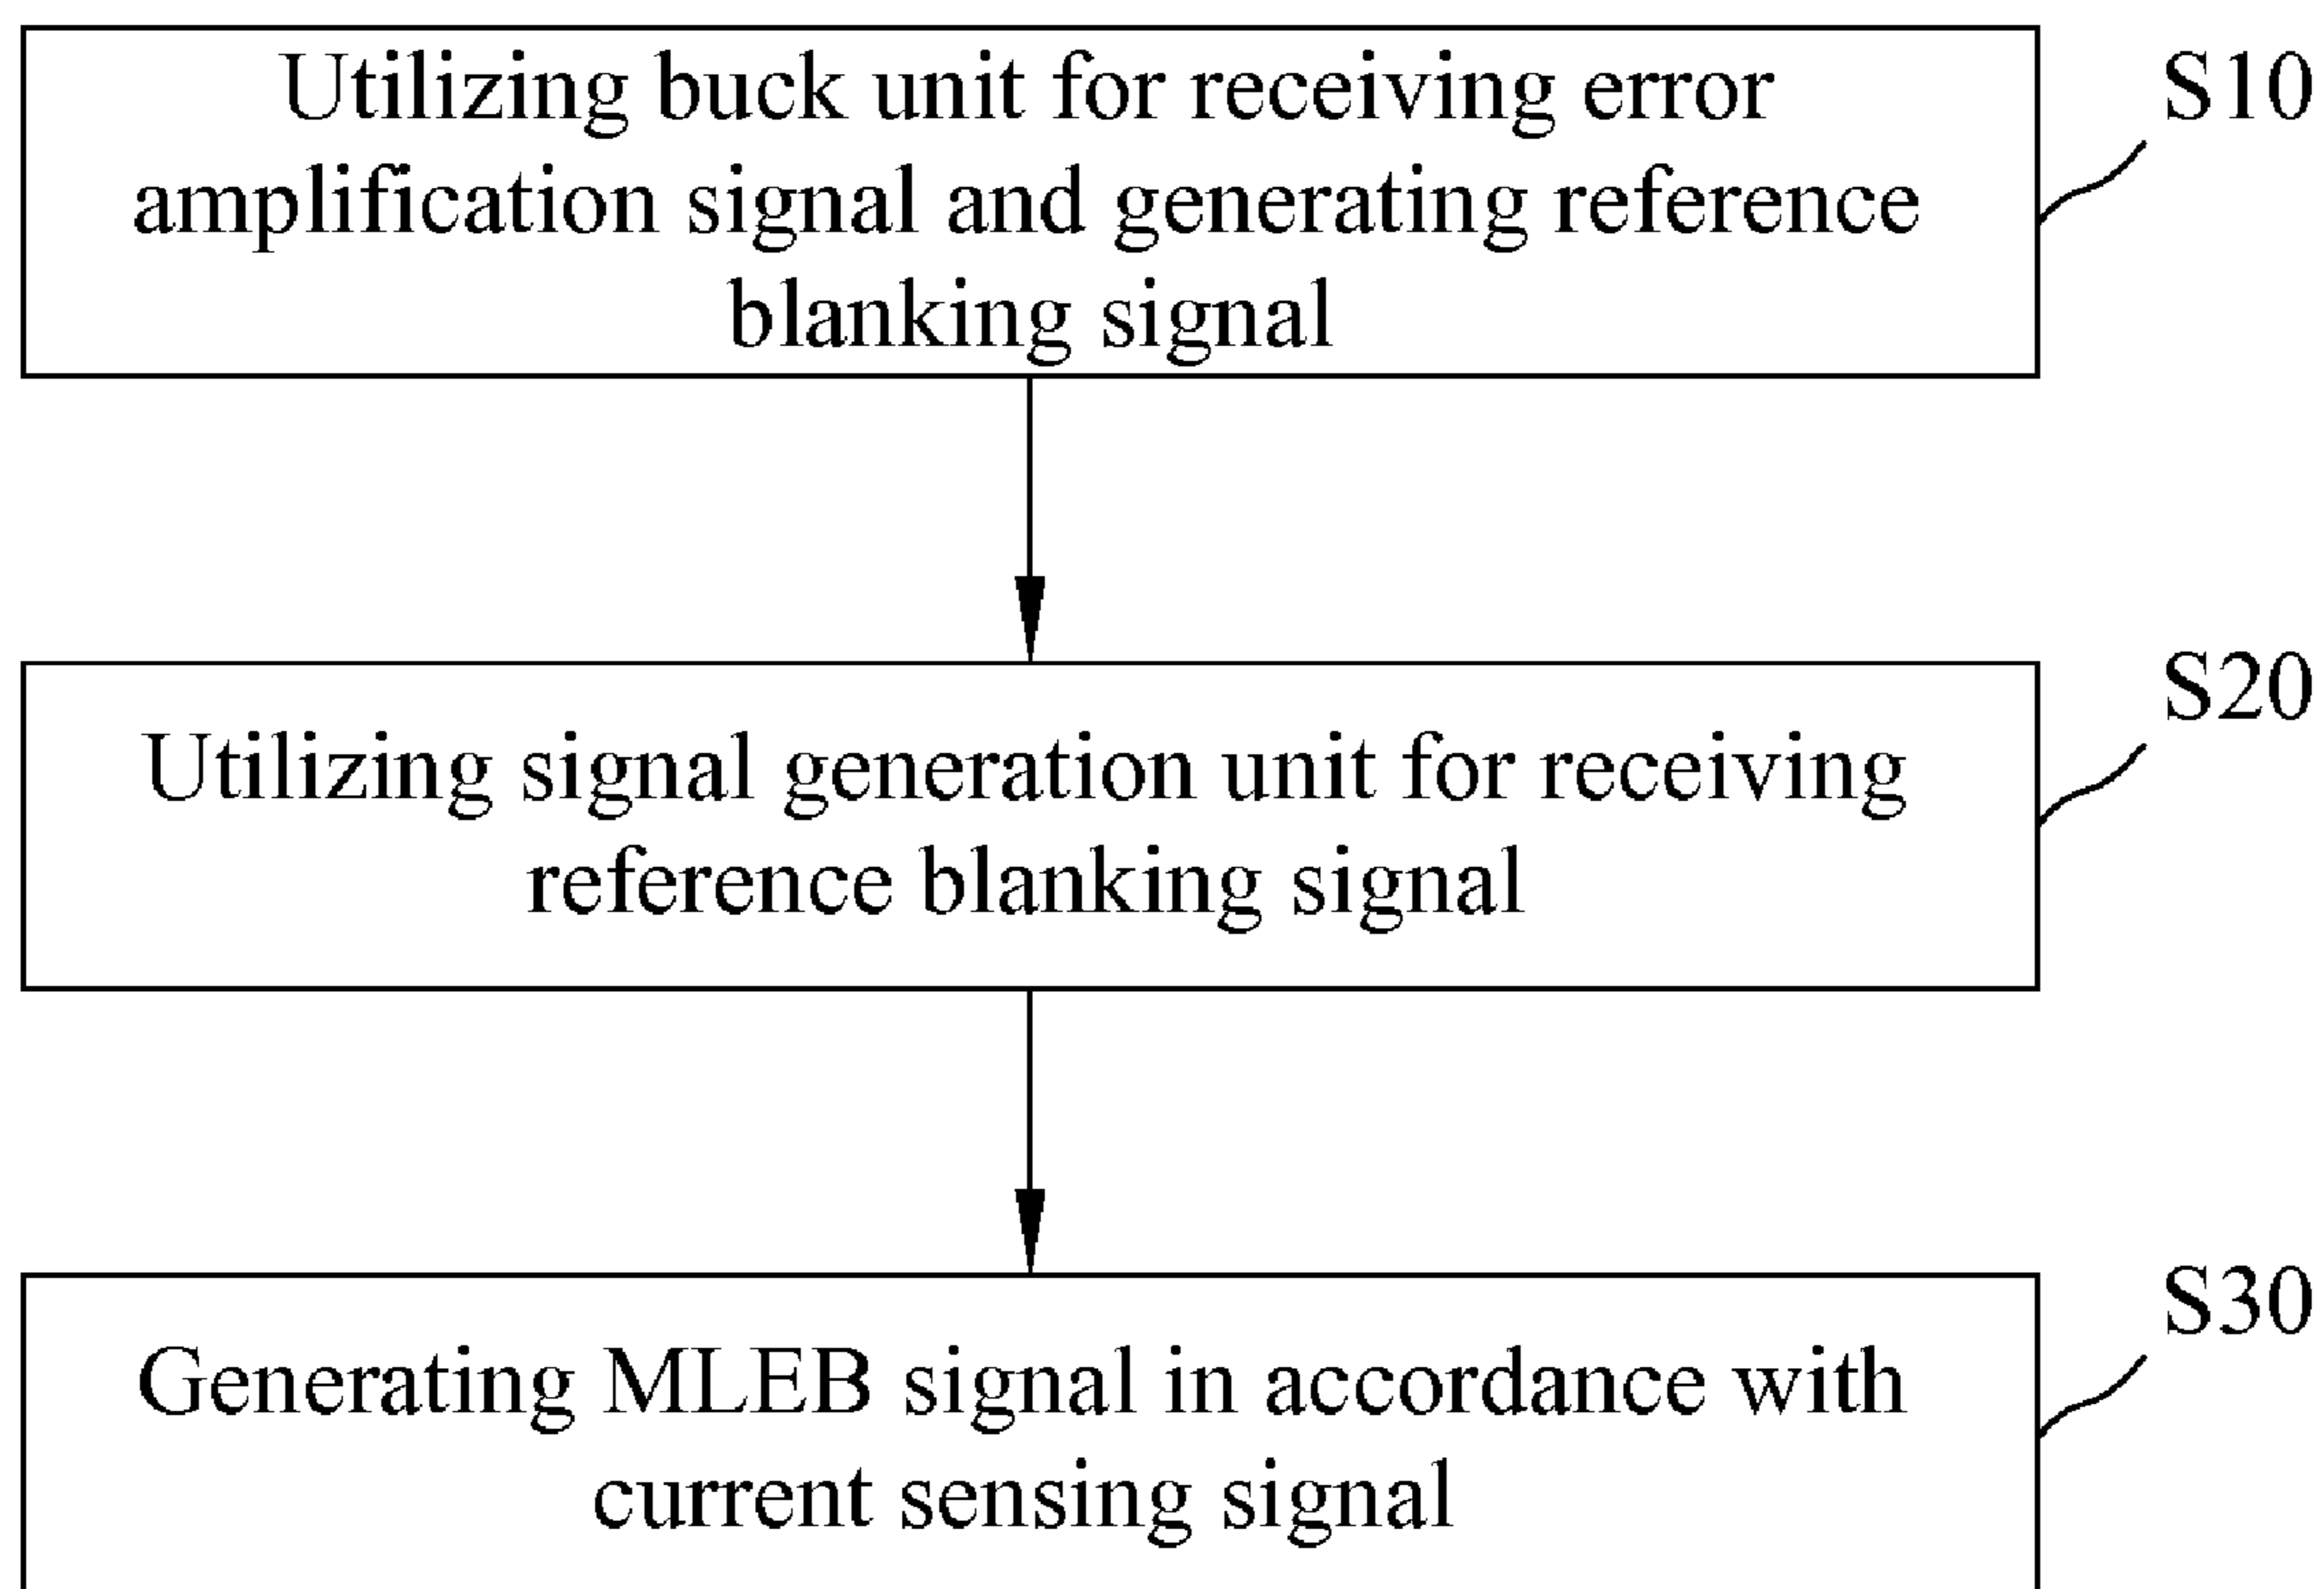 Utilizing buck unit for receiving error
amplification signal and generating reference
blanking signal
S10
Utilizing signal generation unit for receiving
reference blanking signal
S20
Generating MLEB signal in accordance with
current sensing signal
S30